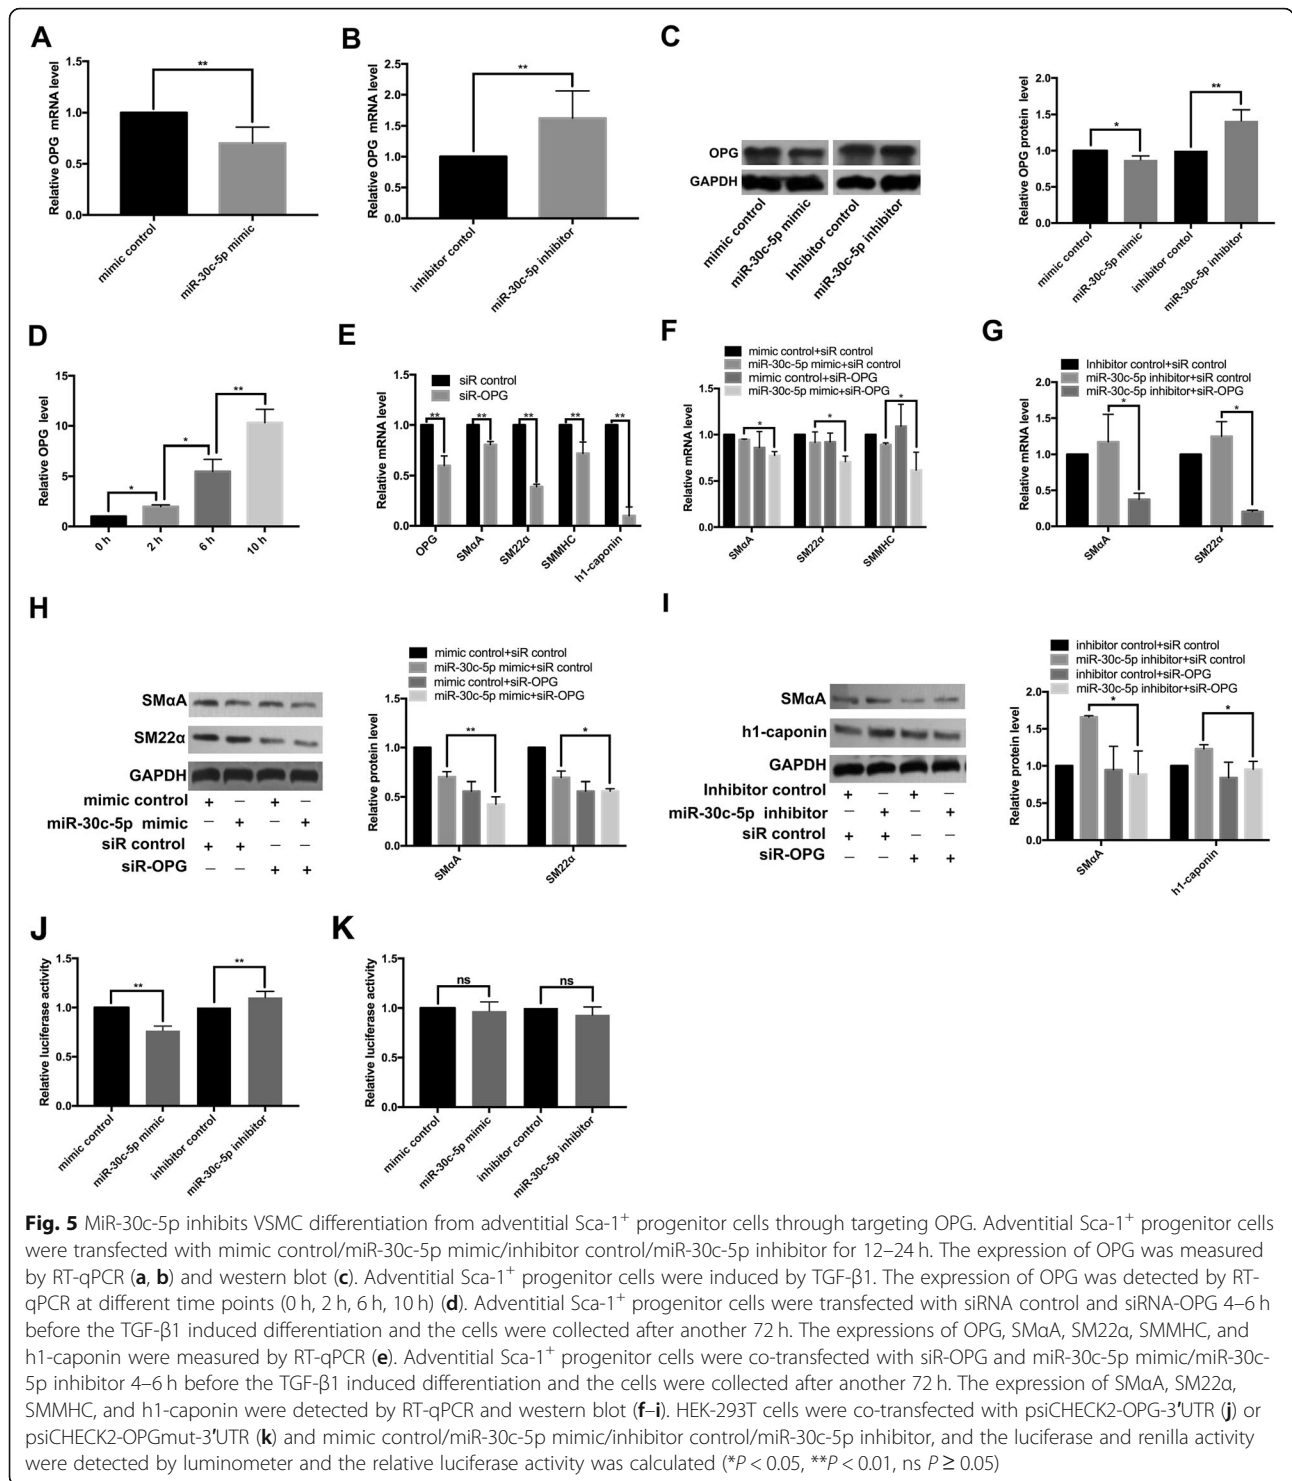 A
Relative OPG mRNA level
1.5
1.0
0.5
0.0
**
mimic control
miR-30c-5p mimic
B
Relative OPG mRNA level
2.5
2.0
1.5
1.0
0.5
0.0
**
inhibitor contol
miR-30c-5p inhibitor
C
OPG
GAPDH
mimic control
miR-30c-5p mimic
Inhibitor control
miR-30c-5p inhibitor
Relative OPG protein level
2.0
1.5
1.0
0.5
0.0
*
**
mimic control
miR-30c-5p mimic
inhibitor contol
miR-30c-5p inhibitor
D
Relative OPG level
15
10
5
0
*
*
**
0 h
2 h
6 h
10 h
E
siR control
siR-OPG
Relative mRNA level
1.5
1.0
0.5
0.0
**
**
**
**
**
OPG
SMαA
SM22α
SMMHC
h1-caponin
F
mimic control+siR control
miR-30c-5p mimic+siR control
mimic control+siR-OPG
miR-30c-5p mimic+siR-OPG
Relative mRNA level
1.5
1.0
0.5
0.0
*
*
*
SMαA
SM22α
SMMHC
G
Inhibitor control+siR control
miR-30c-5p inhibitor+siR control
miR-30c-5p inhibitor+siR-OPG
Relative mRNA level
2.0
1.5
1.0
0.5
0.0
*
*
SMαA
SM22α
H
SMαA
SM22α
GAPDH
mimic control + − + −
miR-30c-5p mimic − + − +
siR control + + − −
siR-OPG − − + +
mimic control+siR control
miR-30c-5p mimic+siR control
mimic control+siR-OPG
miR-30c-5p mimic+siR-OPG
Relative protein level
1.5
1.0
0.5
0.0
**
*
SMαA
SM22α
I
SMαA
h1-caponin
GAPDH
Inhibitor control + − + −
miR-30c-5p inhibitor − + − +
siR control + + − −
siR-OPG − − + +
inhibitor control+siR control
miR-30c-5p inhibitor+siR control
inhibitor control+siR-OPG
miR-30c-5p inhibitor+siR-OPG
Relative protein level
2.0
1.5
1.0
0.5
0.0
*
*
SMαA
h1-caponin
J
Relative luciferase activity
1.5
1.0
0.5
0.0
**
**
mimic control
miR-30c-5p mimic
inhibitor control
miR-30c-5p inhibitor
K
Relative luciferase activity
1.5
1.0
0.5
0.0
ns
ns
mimic control
miR-30c-5p mimic
inhibitor control
miR-30c-5p inhibitor
Fig. 5 MiR-30c-5p inhibits VSMC differentiation from adventitial Sca-1+ progenitor cells through targeting OPG. Adventitial Sca-1+ progenitor cells
were transfected with mimic control/miR-30c-5p mimic/inhibitor control/miR-30c-5p inhibitor for 12–24 h. The expression of OPG was measured
by RT-qPCR (a, b) and western blot (c). Adventitial Sca-1+ progenitor cells were induced by TGF-β1. The expression of OPG was detected by RT-
qPCR at different time points (0 h, 2 h, 6 h, 10 h) (d). Adventitial Sca-1+ progenitor cells were transfected with siRNA control and siRNA-OPG 4–6 h
before the TGF-β1 induced differentiation and the cells were collected after another 72 h. The expressions of OPG, SMαA, SM22α, SMMHC, and
h1-caponin were measured by RT-qPCR (e). Adventitial Sca-1+ progenitor cells were co-transfected with siR-OPG and miR-30c-5p mimic/miR-30c-
5p inhibitor 4–6 h before the TGF-β1 induced differentiation and the cells were collected after another 72 h. The expression of SMαA, SM22α,
SMMHC, and h1-caponin were detected by RT-qPCR and western blot (f–i). HEK-293T cells were co-transfected with psiCHECK2-OPG-3′UTR (j) or
psiCHECK2-OPGmut-3′UTR (k) and mimic control/miR-30c-5p mimic/inhibitor control/miR-30c-5p inhibitor, and the luciferase and renilla activity
were detected by luminometer and the relative luciferase activity was calculated (*P < 0.05, **P < 0.01, ns P ≥ 0.05)